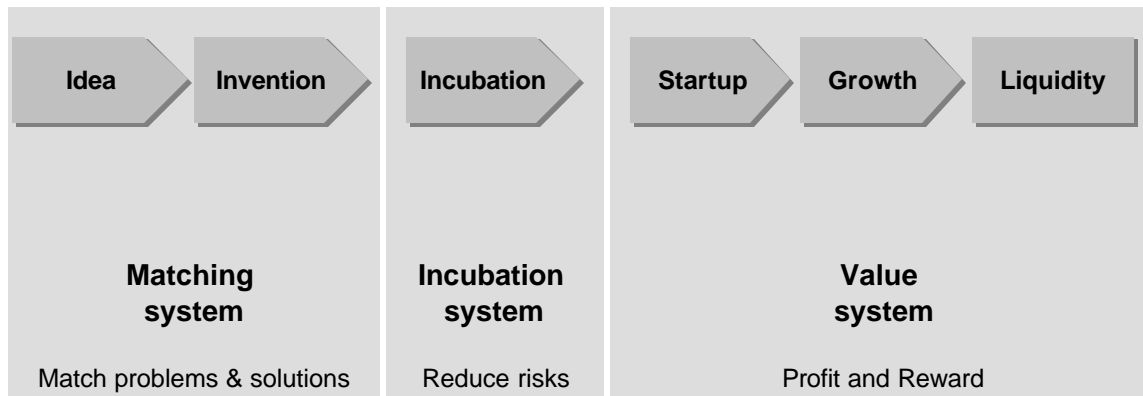 Idea
Invention
Incubation
Startup
Growth
Liquidity
Matching
system
Incubation
system
Value
system
Match problems & solutions
Reduce risks
Profit and Reward